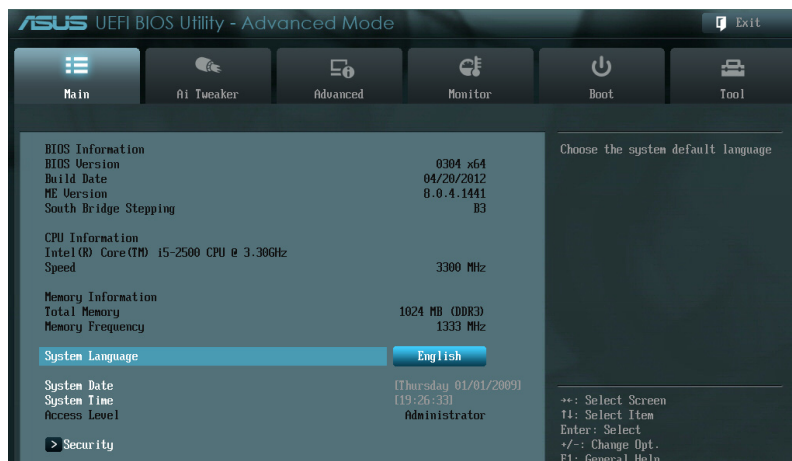 ASUS UEFI BIOS Utility - Advanced Mode
Exit
Main Ai Tweaker Advanced Monitor Boot Tool
BIOS Information
BIOS Version 0304 x64
Build Date 04/20/2012
ME Version 8.0.4.1441
South Bridge Stepping B3
CPU Information
Intel(R) Core(TM) i5-2500 CPU @ 3.30GHz
Speed 3300 MHz
Memory Information
Total Memory 1024 MB (DDR3)
Memory Frequency 1333 MHz
System Language English
System Date [Thursday 01/01/2009]
System Time [19:26:33]
Access Level Administrator
> Security
Choose the system default language
→←: Select Screen
↑↓: Select Item
Enter: Select
+/-: Change Opt.
F1: General Help